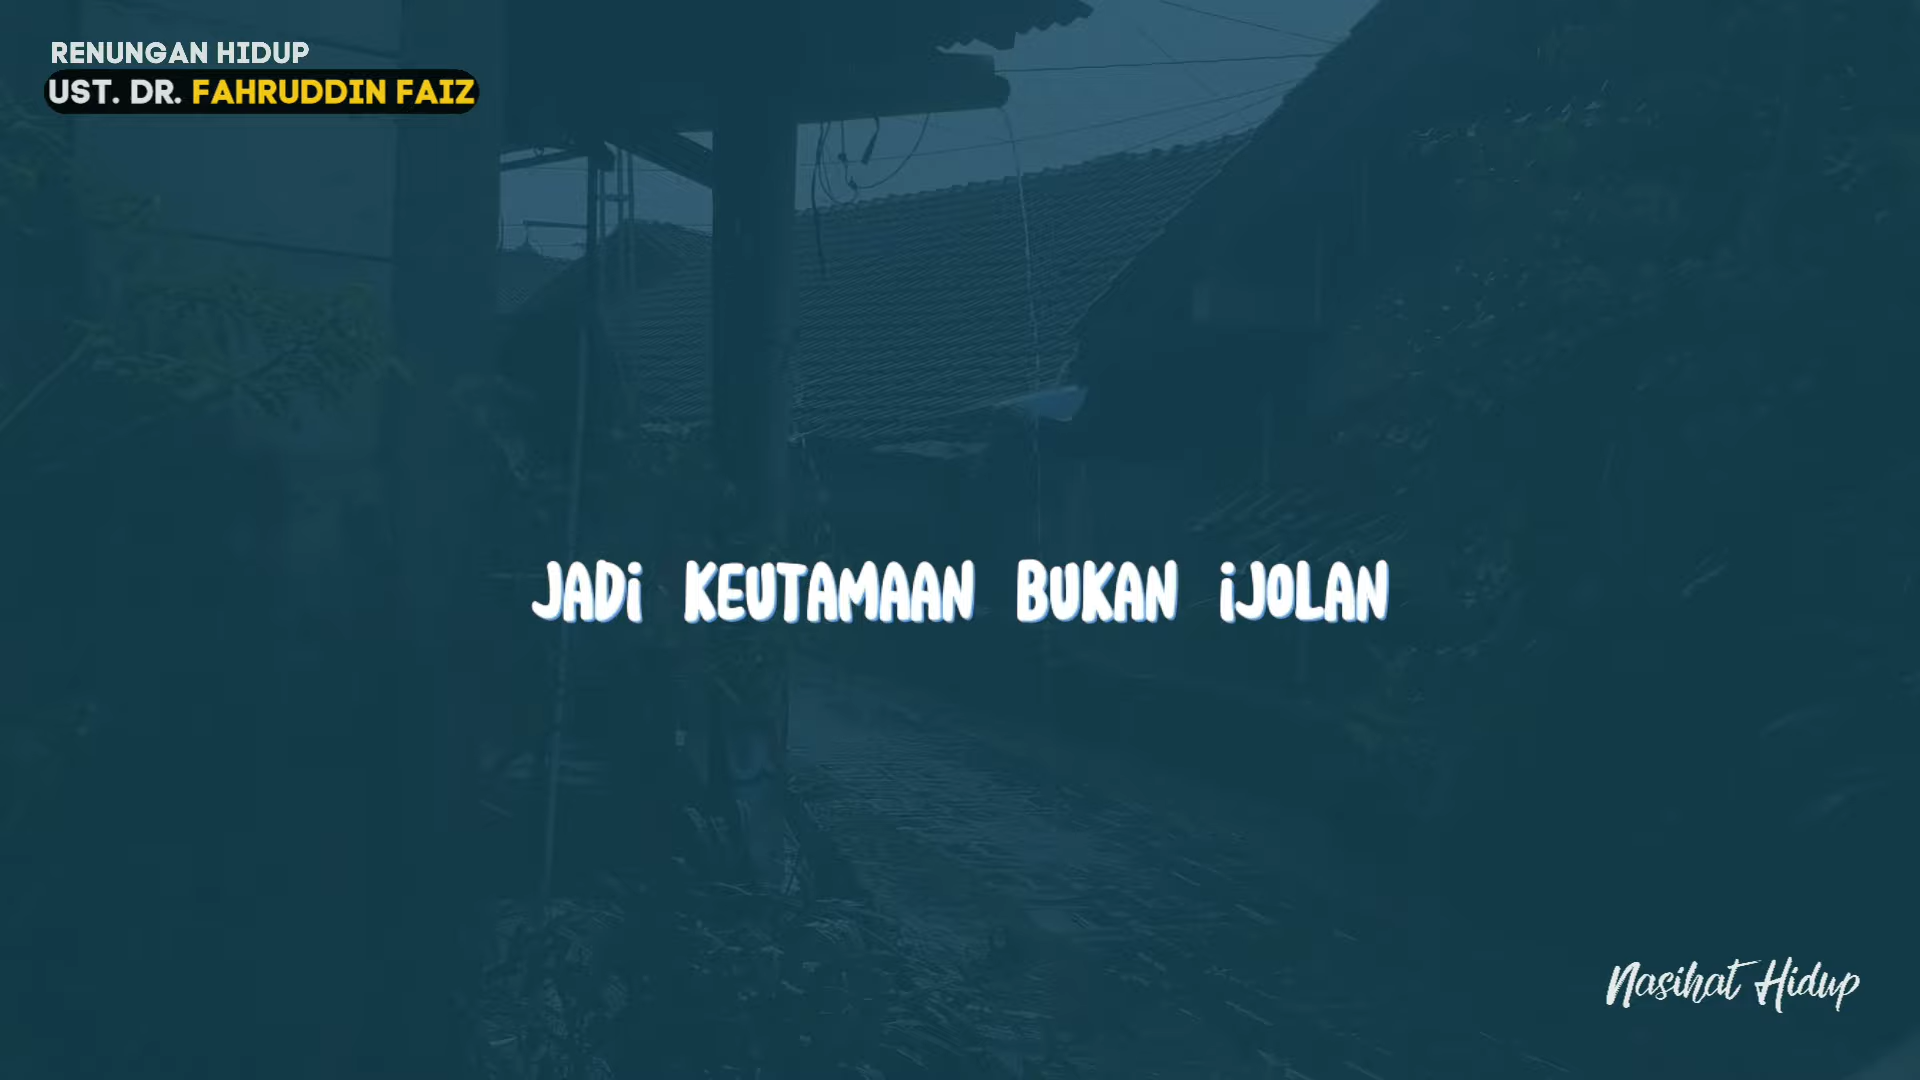 RENUNGAN HIDUP
UST. DR. FAHRUDDIN FAIZ
JADI KEUTAMAAN BUKAN IJOLAN
Nasihat Hidup